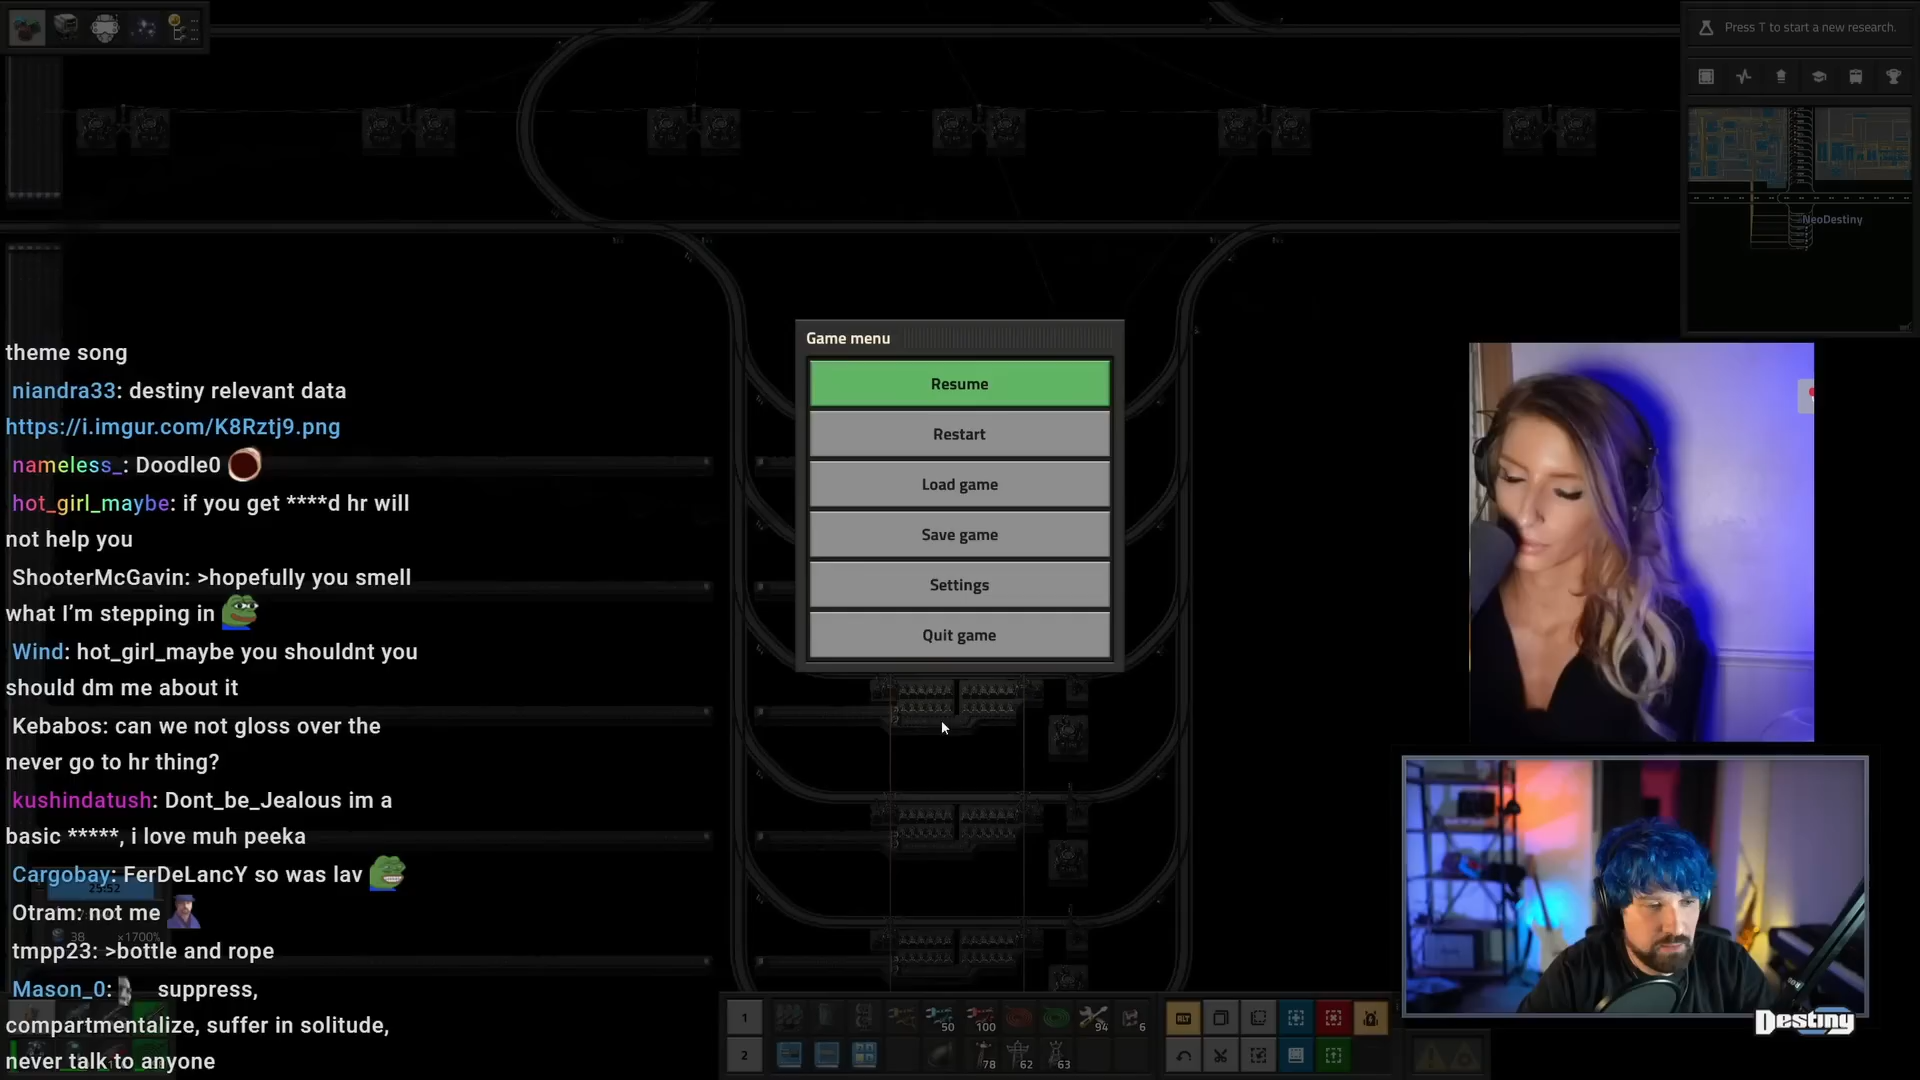 Press T to start a new research.
NeoDestiny
Game menu
Resume
Restart
Load game
Save game
Settings
Quit game
theme song
niandra33: destiny relevant data
https://i.imgur.com/K8Rztj9.png
nameless_: Doodle0
hot_girl_maybe: if you get ****d hr will
not help you
ShooterMcGavin: >hopefully you smell
what I'm stepping in
Wind: hot_girl_maybe you shouldnt you
should dm me about it
Kebabos: can we not gloss over the
never go to hr thing?
kushindatush: Dont_be_Jealous im a
basic *****, i love muh peeka
Cargobay: FerDeLancY so was lav
25:52
Otram: not me
38 ×1700%
tmpp23: >bottle and rope
Mason_0: suppress,
compartmentalize, suffer in solitude,
never talk to anyone
1
50
100
94
6
ALT
2
78
62
63
Destiny